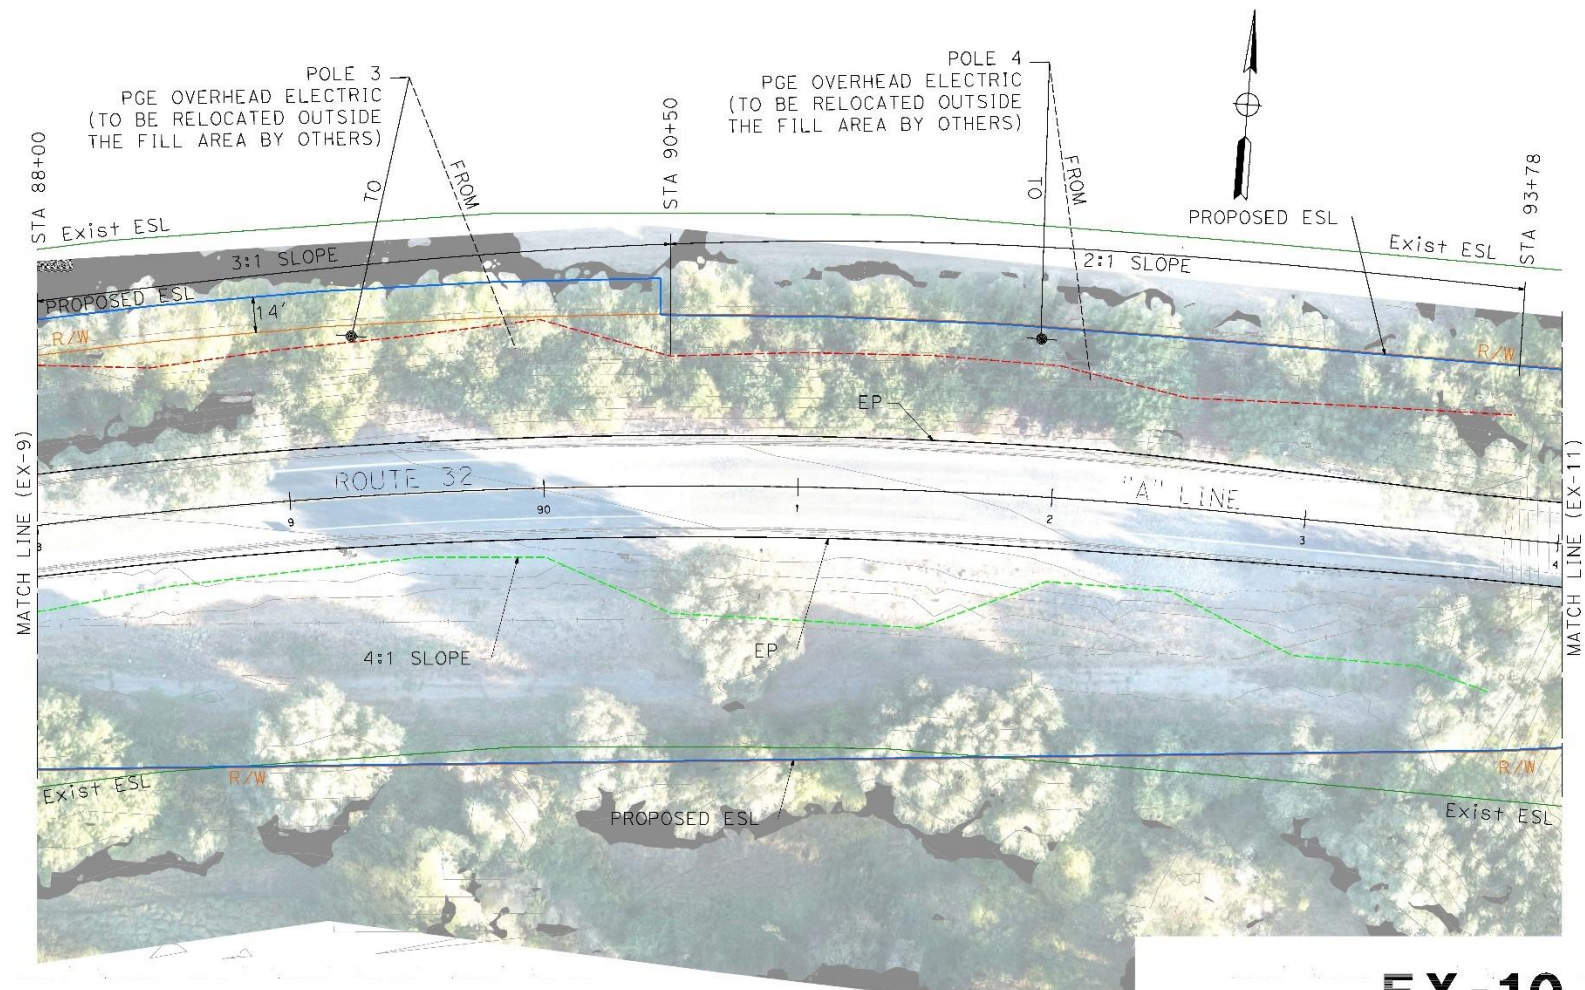 POLE 3
PGE OVERHEAD ELECTRIC
(TO BE RELOCATED OUTSIDE
THE FILL AREA BY OTHERS)
POLE 4
PGE OVERHEAD ELECTRIC
(TO BE RELOCATED OUTSIDE
THE FILL AREA BY OTHERS)
STA 88+00
STA 90+50
STA 93+78
TO
FROM
TO
FROM
PROPOSED ESL
Exist ESL
Exist ESL
3:1 SLOPE
2:1 SLOPE
PROPOSED ESL
14'
R/W
R/W
EP
ROUTE 32
"A" LINE
9
90
1
2
3
4
MATCH LINE (EX-9)
MATCH LINE (EX-11)
4:1 SLOPE
EP
R/W
R/W
Exist ESL
PROPOSED ESL
Exist ESL
EX-10